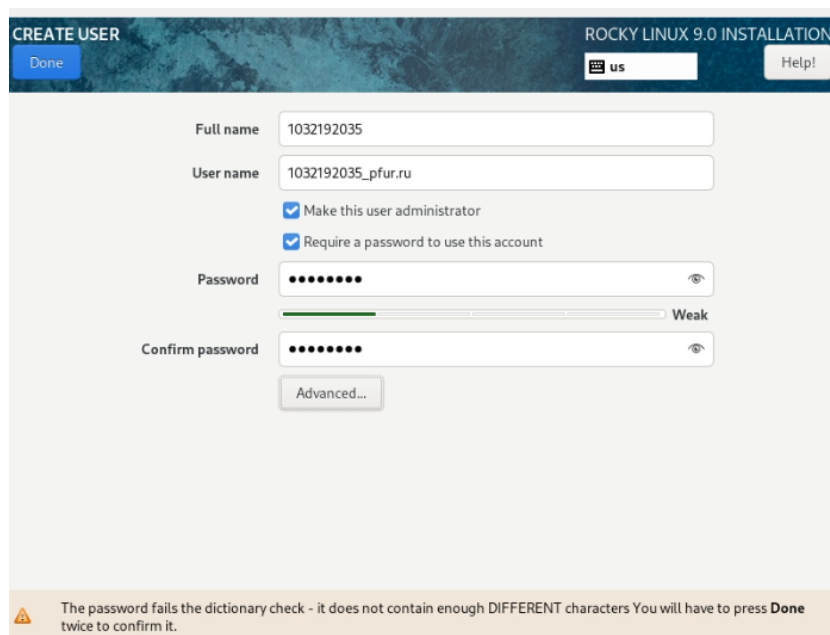 CREATE USER
ROCKY LINUX 9.0 INSTALLATION
Done
us
Help!
Full name
1032192035
User name
1032192035_pfur.ru
Make this user administrator
Require a password to use this account
Password
●●●●●●●●
Weak
Confirm password
●●●●●●●●
Advanced...
The password fails the dictionary check - it does not contain enough DIFFERENT characters You will have to press Done
twice to confirm it.